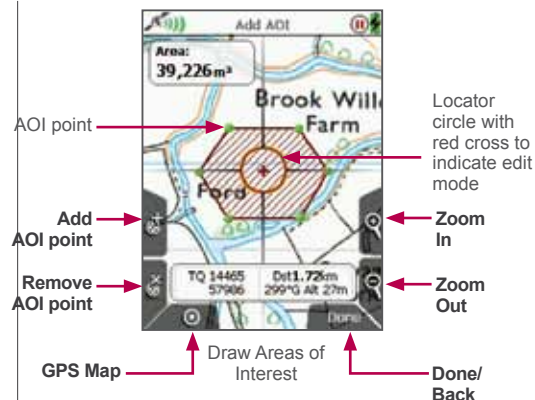 Add AOI
Area:
39,226m²
Brook Will
Farm
Ford
AOI point
Locator
circle with
red cross to
indicate edit
mode
Add
AOI point
Zoom
In
Remove
AOI point
TQ 14465
57986
Dst1.72km
299°G Alt 27m
Zoom
Out
Done
GPS Map
Draw Areas of
Interest
Done/
Back